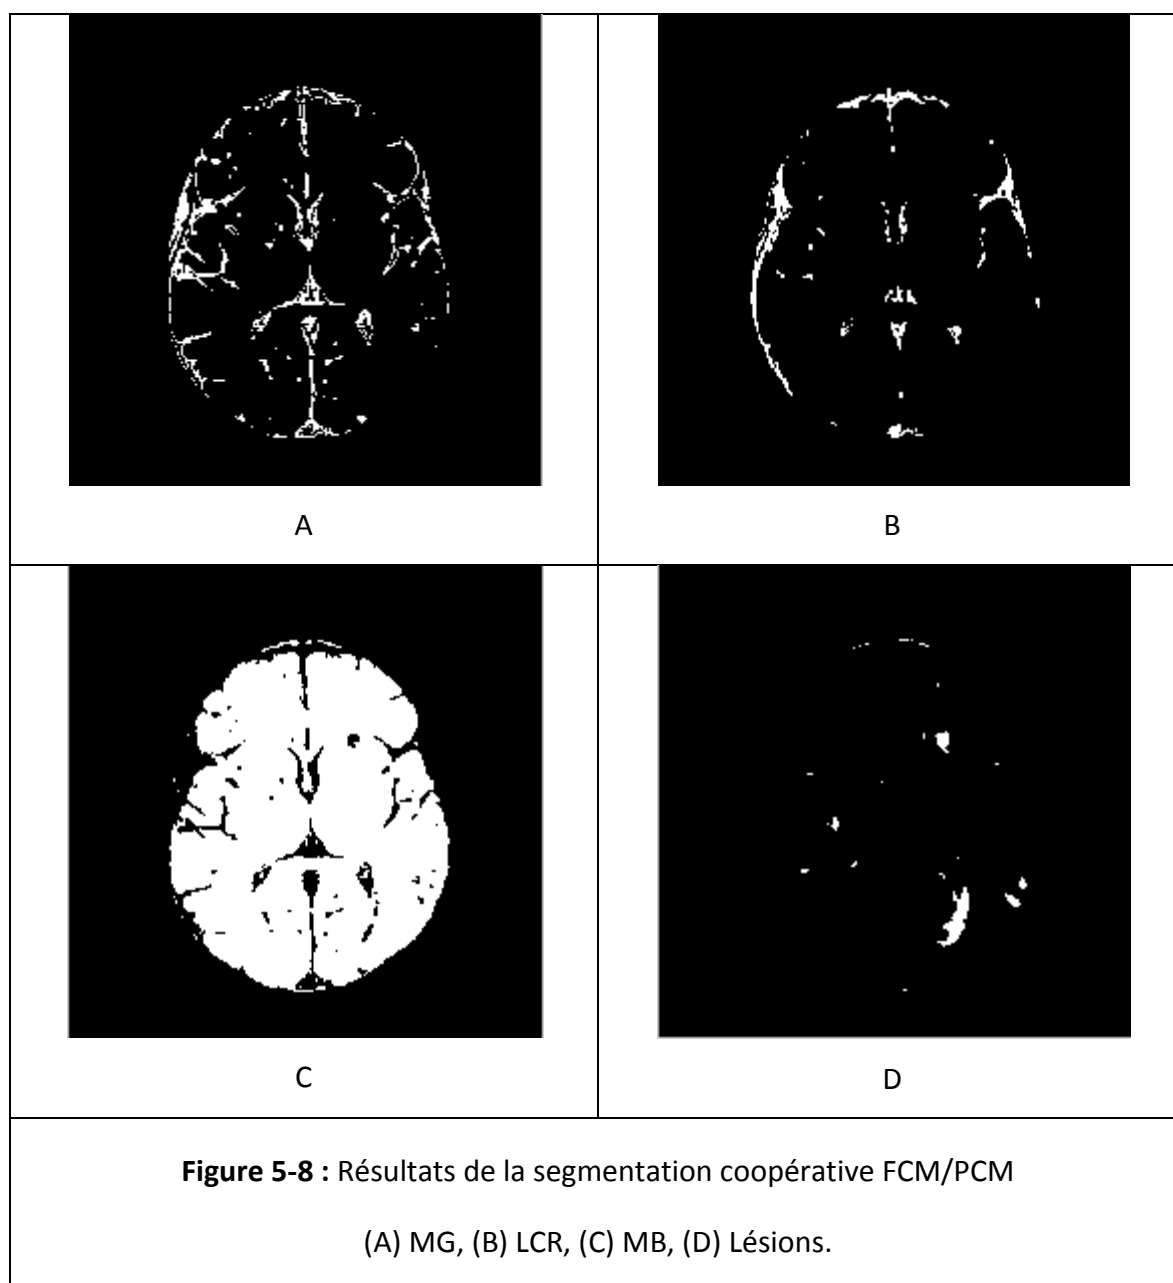 A
B
C
D
Figure 5-8 : Résultats de la segmentation coopérative FCM/PCM
(A) MG, (B) LCR, (C) MB, (D) Lésions.